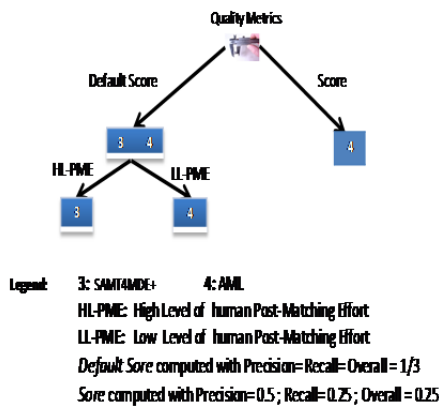 Quality Metrics
Default Score
Score
3 4
4
HL-PME
LL-PME
3
4
Legend: 3: SAMT4MDE+ 4: AML
HL-PME: High Level of human Post-Matching Effort
LL-PME: Low Level of human Post-Matching Effort
Default Sore computed with Precision= Recall= Overall = 1/3
Sore computed with Precision= 0.5 ; Recall= 0.25 ; Overall = 0.25